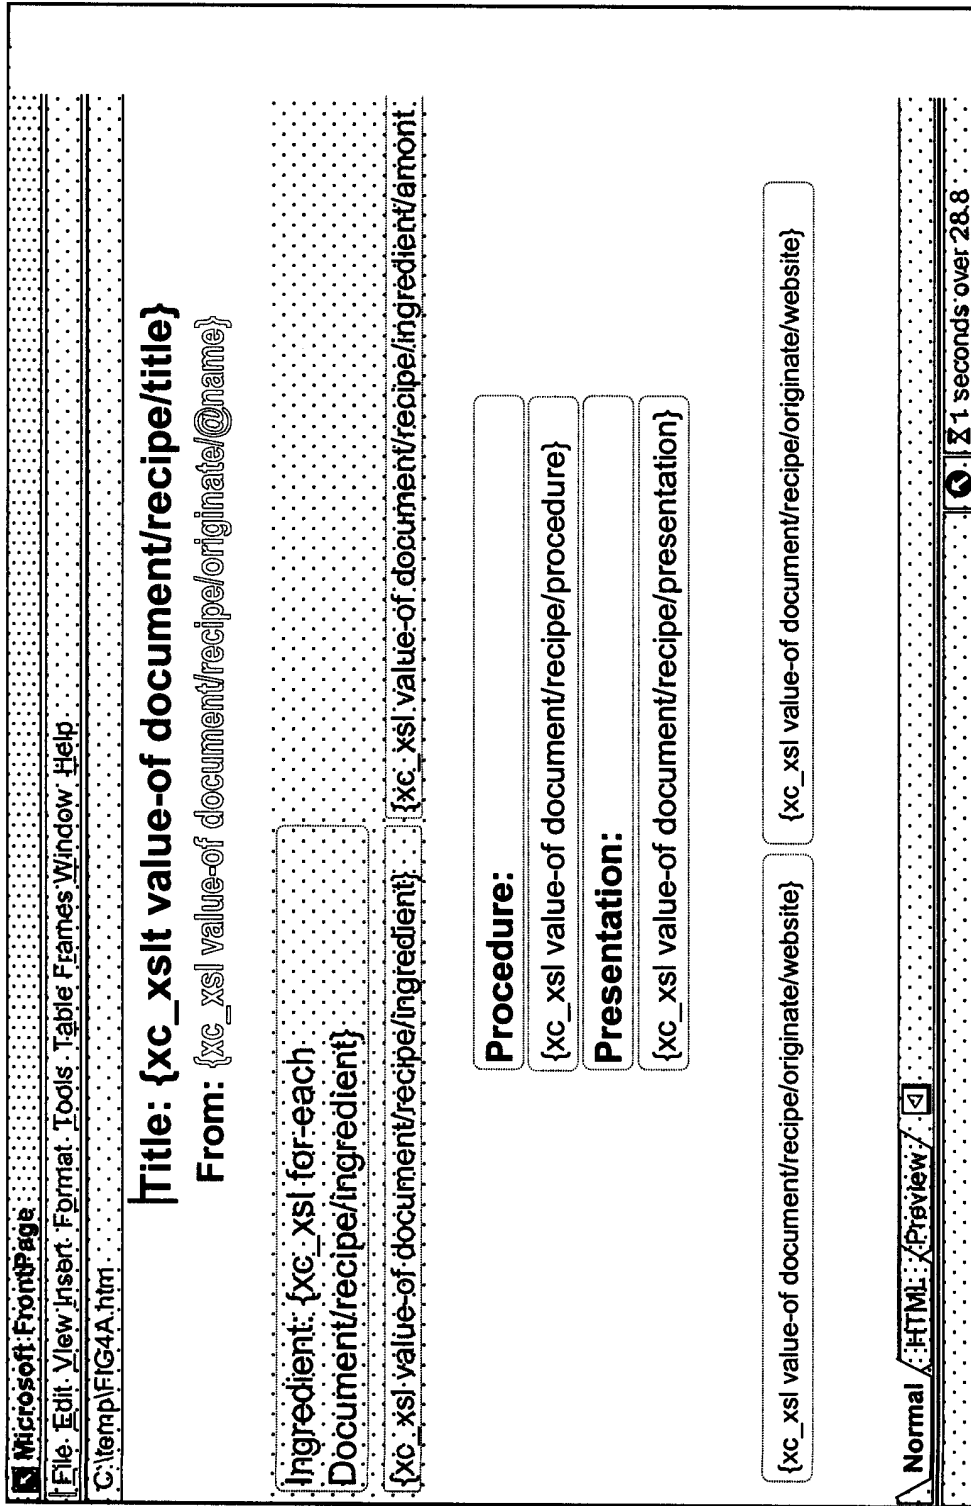 Microsoft FrontPage
File Edit View Insert Format Tools Table Frames Window Help
C:\temp\FIG4A.htm
Title: {xc_xslt value-of document/recipe/title}
From: {xc_xsl value-of document/recipe/originate/@name}
Ingredient: {xc_xsl for-each
Document/recipe/ingredient}
{xc_xsl value-of document/recipe/ingredient} {xc_xsl value-of document/recipe/ingredient/amont
Procedure:
{xc_xsl value-of document/recipe/procedure}
Presentation:
{xc_xsl value-of document/recipe/presentation}
{xc_xsl value-of document/recipe/originate/website} {xc_xsl value-of document/recipe/originate/website}
Normal HTML Preview
1 seconds over 28.8